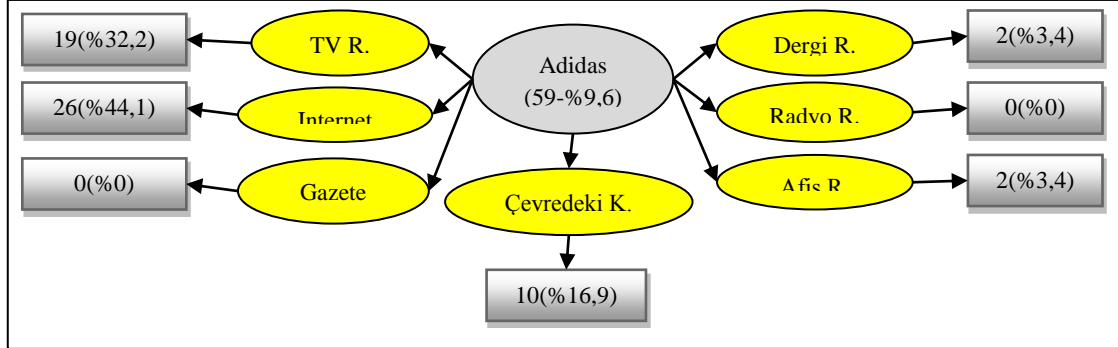 19(%32,2)
TV R.
Adidas
(59-%9,6)
Dergi R.
2(%3,4)
26(%44,1)
Internet
Radyo R.
0(%0)
0(%0)
Gazete
Çevredeki K.
Afiş R.
2(%3,4)
10(%16,9)